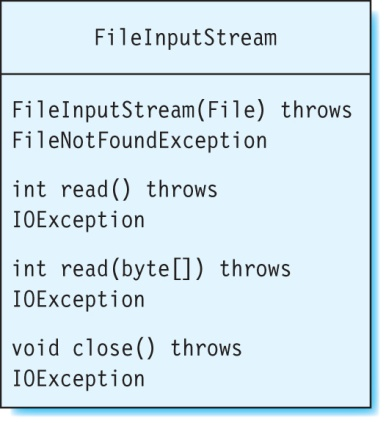 FileInputStream
FileInputStream(File) throws
FileNotFoundException
int read() throws
IOException
int read(byte[]) throws
IOException
void close() throws
IOException